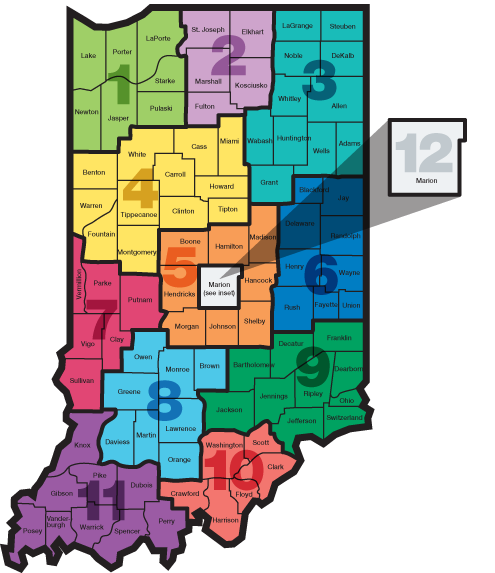 LaGrange
Steuben
St. Joseph
Elkhart
LaPorte
Porter
Lake
2
Noble
DeKalb
Starke
3
1
Marshall
Kosciusko
Whitley
Allen
Fulton
Pulaski
Newton
Jasper
12
Marion
Wabash
Huntington
Miami
Cass
Wells
Adams
White
Benton
Carroll
Grant
4
Howard
Blackford
Jay
Warren
Tippecanoe
Clinton
Tipton
Delaware
Randolph
Fountain
Madison
Boone
Hamilton
Montgomery
5
Henry
6
Wayne
Vermillion
Parke
Marion
(see inset)
Hancock
Hendricks
Putnam
Rush
Fayette
Union
7
Morgan
Johnson
Shelby
Clay
Vigo
Franklin
Decatur
Owen
Monroe
Brown
Bartholomew
9
Dearborn
Sullivan
Greene
8
Jennings
Ripley
Ohio
Jackson
Switzerland
Jefferson
Lawrence
Daviess
Martin
Knox
Washington
Scott
Orange
10
Clark
Pike
Dubois
11
Gibson
Crawford
Floyd
Vander-
burgh
Warrick
Perry
Harrison
Posey
Spencer